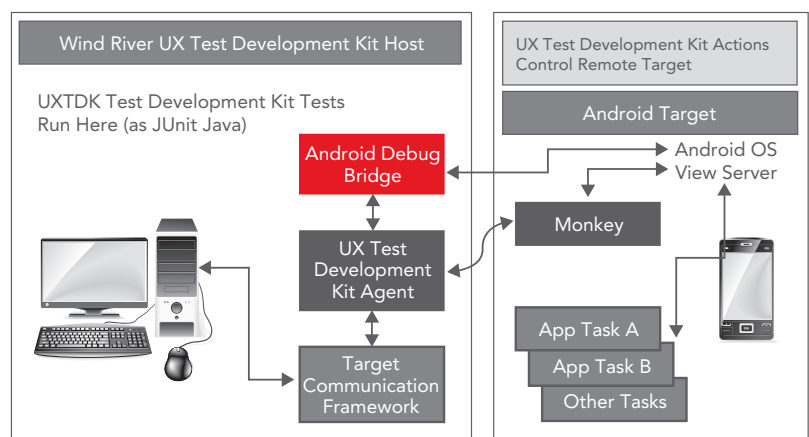 Wind River UX Test Development Kit Host
UXTDK Test Development Kit Tests
Run Here (as JUnit Java)
Android Debug
Bridge
UX Test
Development
Kit Agent
Target
Communication
Framework
UX Test Development Kit Actions
Control Remote Target
Android Target
Android OS
View Server
Monkey
App Task A
App Task B
Other Tasks